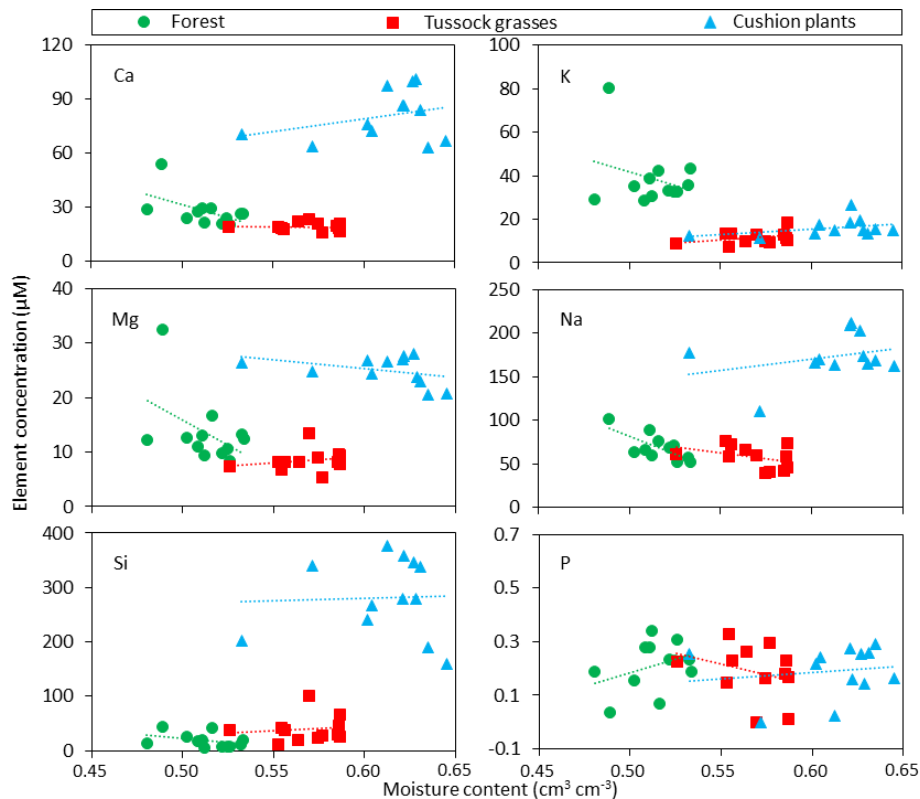 Forest Tussock grasses Cushion plants
120 Ca 100 K
90 80
60 60
40
30 20
0 0
40 Mg 250 Na
30 200
150
20 100
10 50
0 0
400 Si 0.7 P
300 0.5
200 0.3
100 0.1
0 -0.1
0.45 0.50 0.55 0.60 0.65 0.45 0.50 0.55 0.60 0.65
Element concentration (µM)
Moisture content (cm³ cm⁻³)